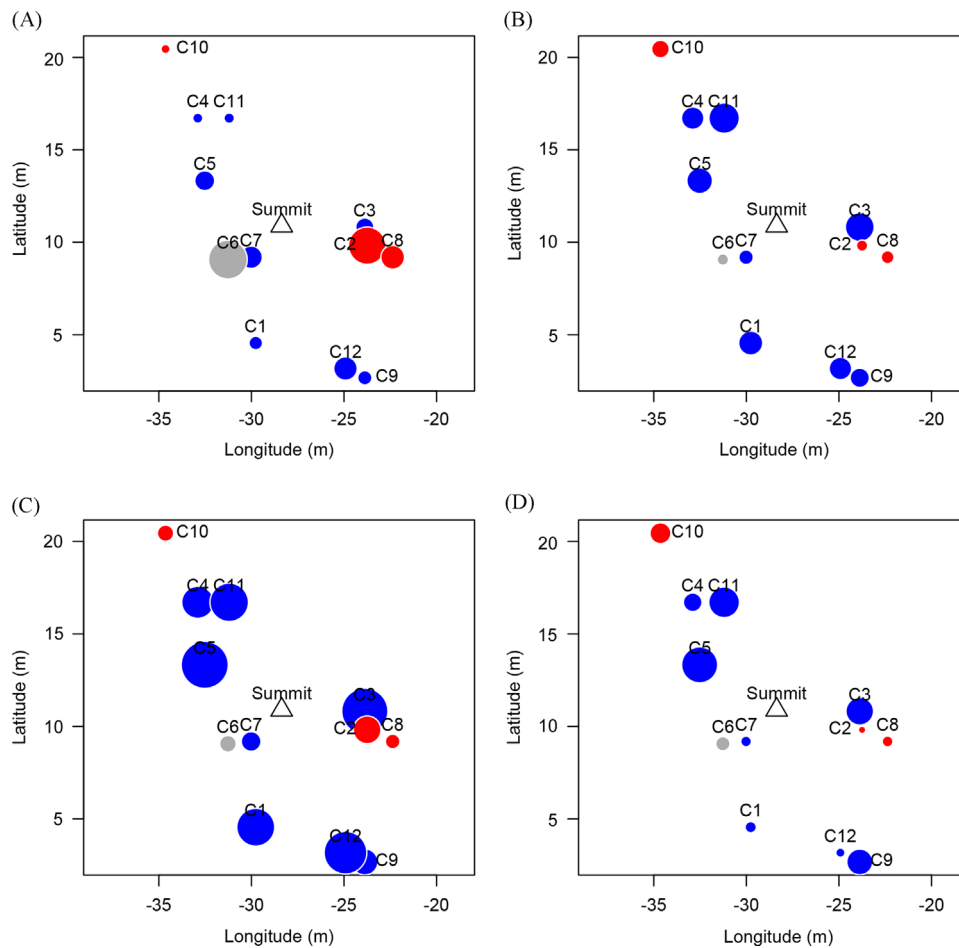 (A)
(B)
C10
C10
20
20
C4 C11
C4 C11
15
15
C5
C5
Latitude (m)
Latitude (m)
Summit
C3
Summit
C3
C6 C7
C2 C8
C6 C7
C2 C8
10
10
C1
C1
5
5
C12
C9
C12
C9
-35 -30 -25 -20
-35 -30 -25 -20
Longitude (m)
Longitude (m)
(C)
(D)
C10
C10
20
20
C4 C11
C4 C11
15
15
C5
C5
Latitude (m)
Latitude (m)
Summit
C3
Summit
C3
C6 C7
C2 C8
C6 C7
C2 C8
10
10
C1
C1
5
5
C12
C9
C12
C9
-35 -30 -25 -20
-35 -30 -25 -20
Longitude (m)
Longitude (m)